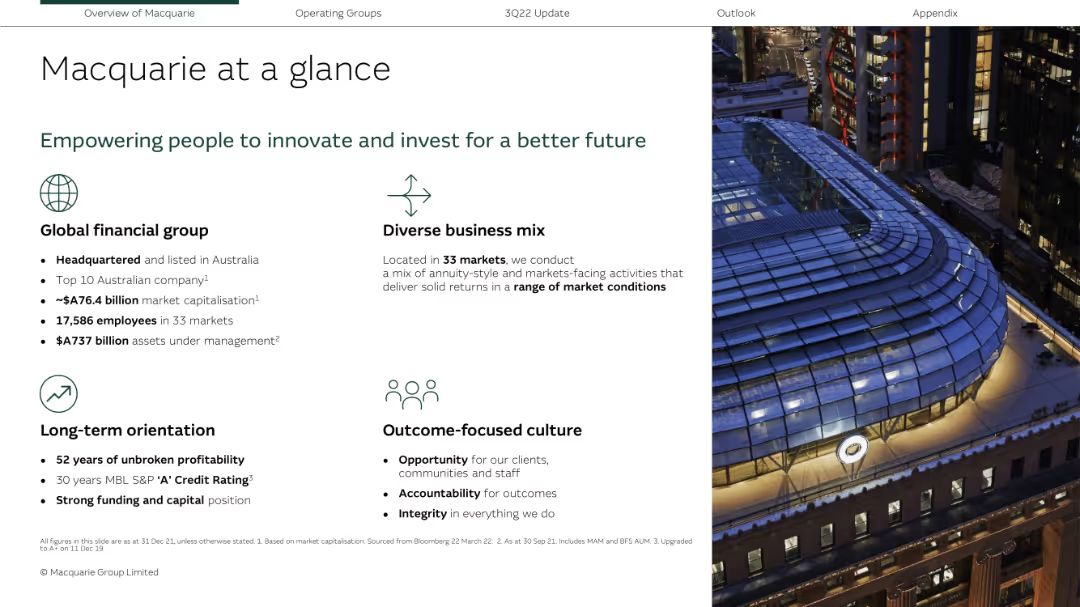 Overview of Macquarie
Operating Groups
3Q22 Update
Outlook
Appendix
Macquarie at a glance
Empowering people to innovate and invest for a better future
Global financial group
• Headquartered and listed in Australia
• Top 10 Australian company¹
• ~$A76.4 billion market capitalisation¹
• 17,586 employees in 33 markets
• $A737 billion assets under management²
Diverse business mix
Located in 33 markets, we conduct
a mix of annuity-style and markets-facing activities that
deliver solid returns in a range of market conditions
Long-term orientation
• 52 years of unbroken profitability
• 30 years MBL S&P 'A' Credit Rating³
• Strong funding and capital position
Outcome-focused culture
• Opportunity for our clients,
communities and staff
• Accountability for outcomes
• Integrity in everything we do
All figures in this slide are as at 31 Dec 21, unless otherwise stated. 1. Based on market capitalisation. Sourced from Bloomberg 22 March 22. 2. As at 30 Sep 21. Includes MAM and BFS AUM. 3. Upgraded
to A+ on 11 Dec 19
© Macquarie Group Limited